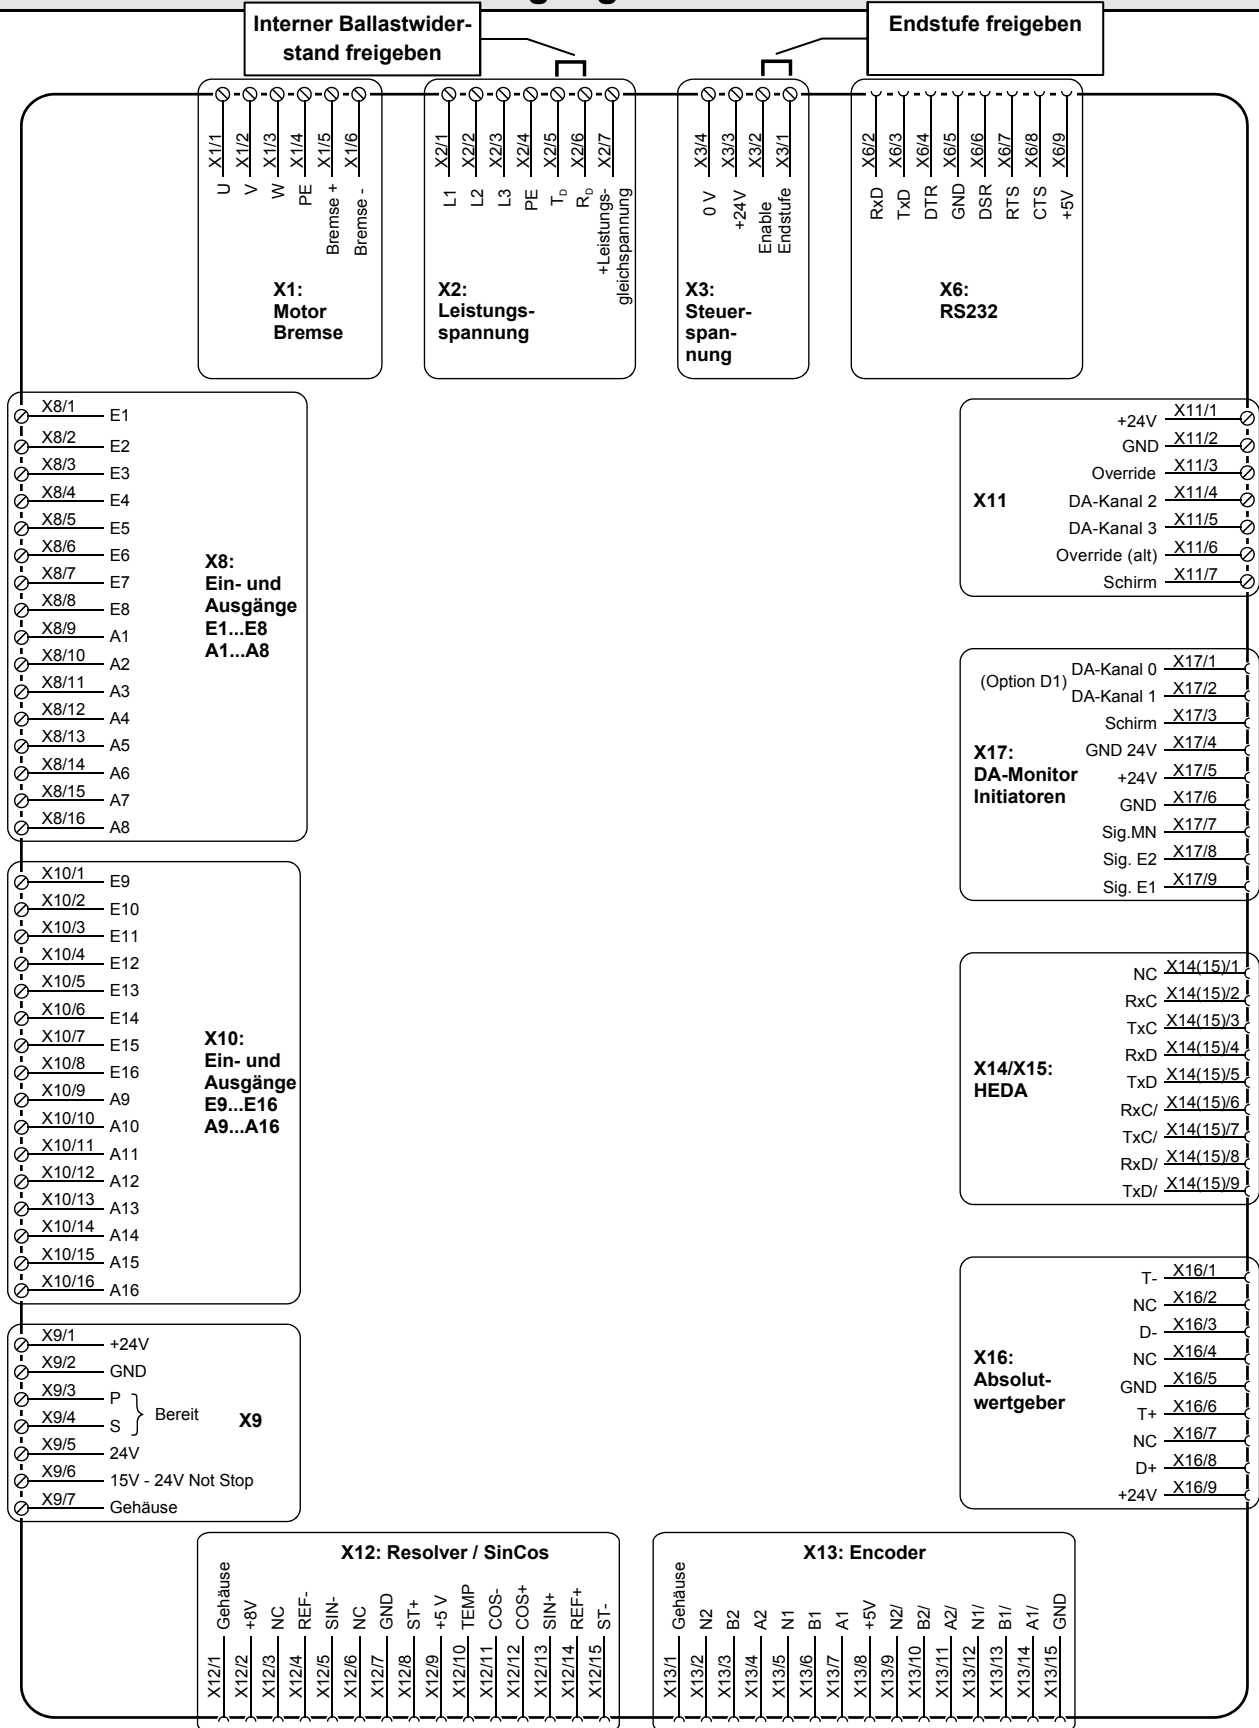 Interner Ballastwider-
stand freigeben
Endstufe freigeben
X1/1
X1/2
X1/3
X1/4
X1/5
X1/6
U
V
W
PE
Bremse +
Bremse -
X1:
Motor
Bremse
X2/1
X2/2
X2/3
X2/4
X2/5
X2/6
X2/7
L1
L2
L3
PE
TD
RD
+Leistungs-
gleichspannung
X2:
Leistungs-
spannung
X3/4
X3/3
X3/2
X3/1
0 V
+24V
Enable
Endstufe
X3:
Steuer-
span-
nung
X6/2
X6/3
X6/4
X6/5
X6/6
X6/7
X6/8
X6/9
RxD
TxD
DTR
GND
DSR
RTS
CTS
+5V
X6:
RS232
X8/1 E1
X8/2 E2
X8/3 E3
X8/4 E4
X8/5 E5
X8/6 E6
X8/7 E7
X8/8 E8
X8/9 A1
X8/10 A2
X8/11 A3
X8/12 A4
X8/13 A5
X8/14 A6
X8/15 A7
X8/16 A8
X8:
Ein- und
Ausgänge
E1...E8
A1...A8
+24V X11/1
GND X11/2
Override X11/3
DA-Kanal 2 X11/4
DA-Kanal 3 X11/5
Override (alt) X11/6
Schirm X11/7
X11
(Option D1)
DA-Kanal 0 X17/1
DA-Kanal 1 X17/2
Schirm X17/3
GND 24V X17/4
+24V X17/5
GND X17/6
Sig.MN X17/7
Sig. E2 X17/8
Sig. E1 X17/9
X17:
DA-Monitor
Initiatoren
X10/1 E9
X10/2 E10
X10/3 E11
X10/4 E12
X10/5 E13
X10/6 E14
X10/7 E15
X10/8 E16
X10/9 A9
X10/10 A10
X10/11 A11
X10/12 A12
X10/13 A13
X10/14 A14
X10/15 A15
X10/16 A16
X10:
Ein- und
Ausgänge
E9...E16
A9...A16
NC X14(15)/1
RxC X14(15)/2
TxC X14(15)/3
RxD X14(15)/4
TxD X14(15)/5
RxC/ X14(15)/6
TxC/ X14(15)/7
RxD/ X14(15)/8
TxD/ X14(15)/9
X14/X15:
HEDA
T- X16/1
NC X16/2
D- X16/3
NC X16/4
GND X16/5
T+ X16/6
NC X16/7
D+ X16/8
+24V X16/9
X16:
Absolut-
wertgeber
X9/1 +24V
X9/2 GND
X9/3 P
X9/4 S
Bereit
X9
X9/5 24V
X9/6 15V - 24V Not Stop
X9/7 Gehäuse
X12: Resolver / SinCos
Gehäuse
+8V
NC
REF-
SIN-
NC
GND
ST+
+5 V
TEMP
COS-
COS+
SIN+
REF+
ST-
X12/1
X12/2
X12/3
X12/4
X12/5
X12/6
X12/7
X12/8
X12/9
X12/10
X12/11
X12/12
X12/13
X12/14
X12/15
X13: Encoder
Gehäuse
N2
B2
A2
N1
B1
A1
+5V
N2/
B2/
A2/
N1/
B1/
A1/
GND
X13/1
X13/2
X13/3
X13/4
X13/5
X13/6
X13/7
X13/8
X13/9
X13/10
X13/11
X13/12
X13/13
X13/14
X13/15